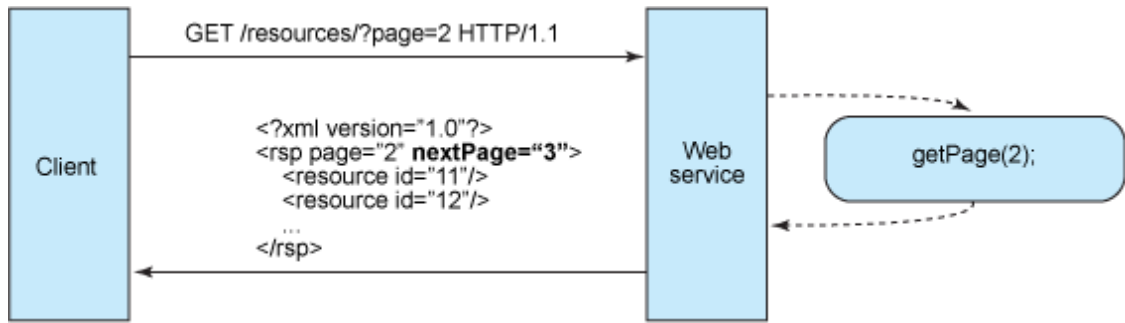 GET /resources/?page=2 HTTP/1.1
Client
<?xml version=”1.0”?>
<rsp page=”2” nextPage=“3”>
<resource id=”11”/>
<resource id=”12”/>
...
</rsp>
Web
service
getPage(2);